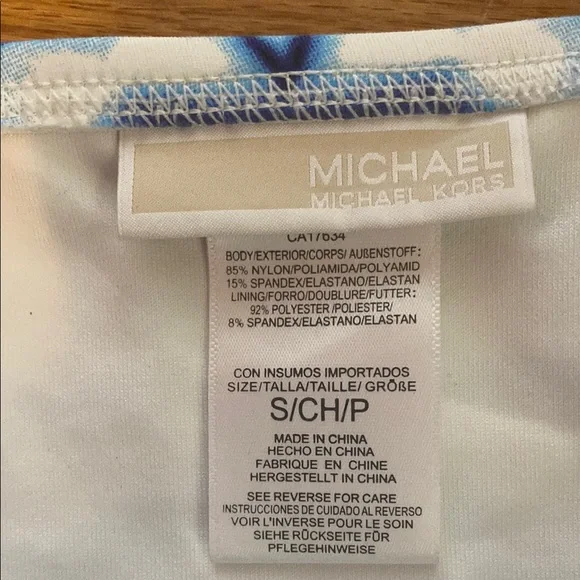 MICHAEL
MICHAEL KORS
CA17634
BODY/EXTERIOR/CORPS/ AUßENSTOFF:
85% NYLON/POLIAMIDA/POLYAMID
15% SPANDEX/ELASTANO/ELASTAN
LINING/FORRO/DOUBLURE/FUTTER:
92% POLYESTER /POLIESTER/
8% SPANDEX/ELASTANO/ELASTAN
CON INSUMOS IMPORTADOS
SIZE/TALLA/TAILLE/ GRÖßE
S/CH/P
MADE IN CHINA
HECHO EN CHINA
FABRIQUE EN CHINE
HERGESTELLT IN CHINA
SEE REVERSE FOR CARE
INSTRUCCIONES DE CUIDADO AL REVERSO
VOIR L'INVERSE POUR LE SOIN
SIEHE RÜCKSEITE FÜR
PFLEGEHINWEISE